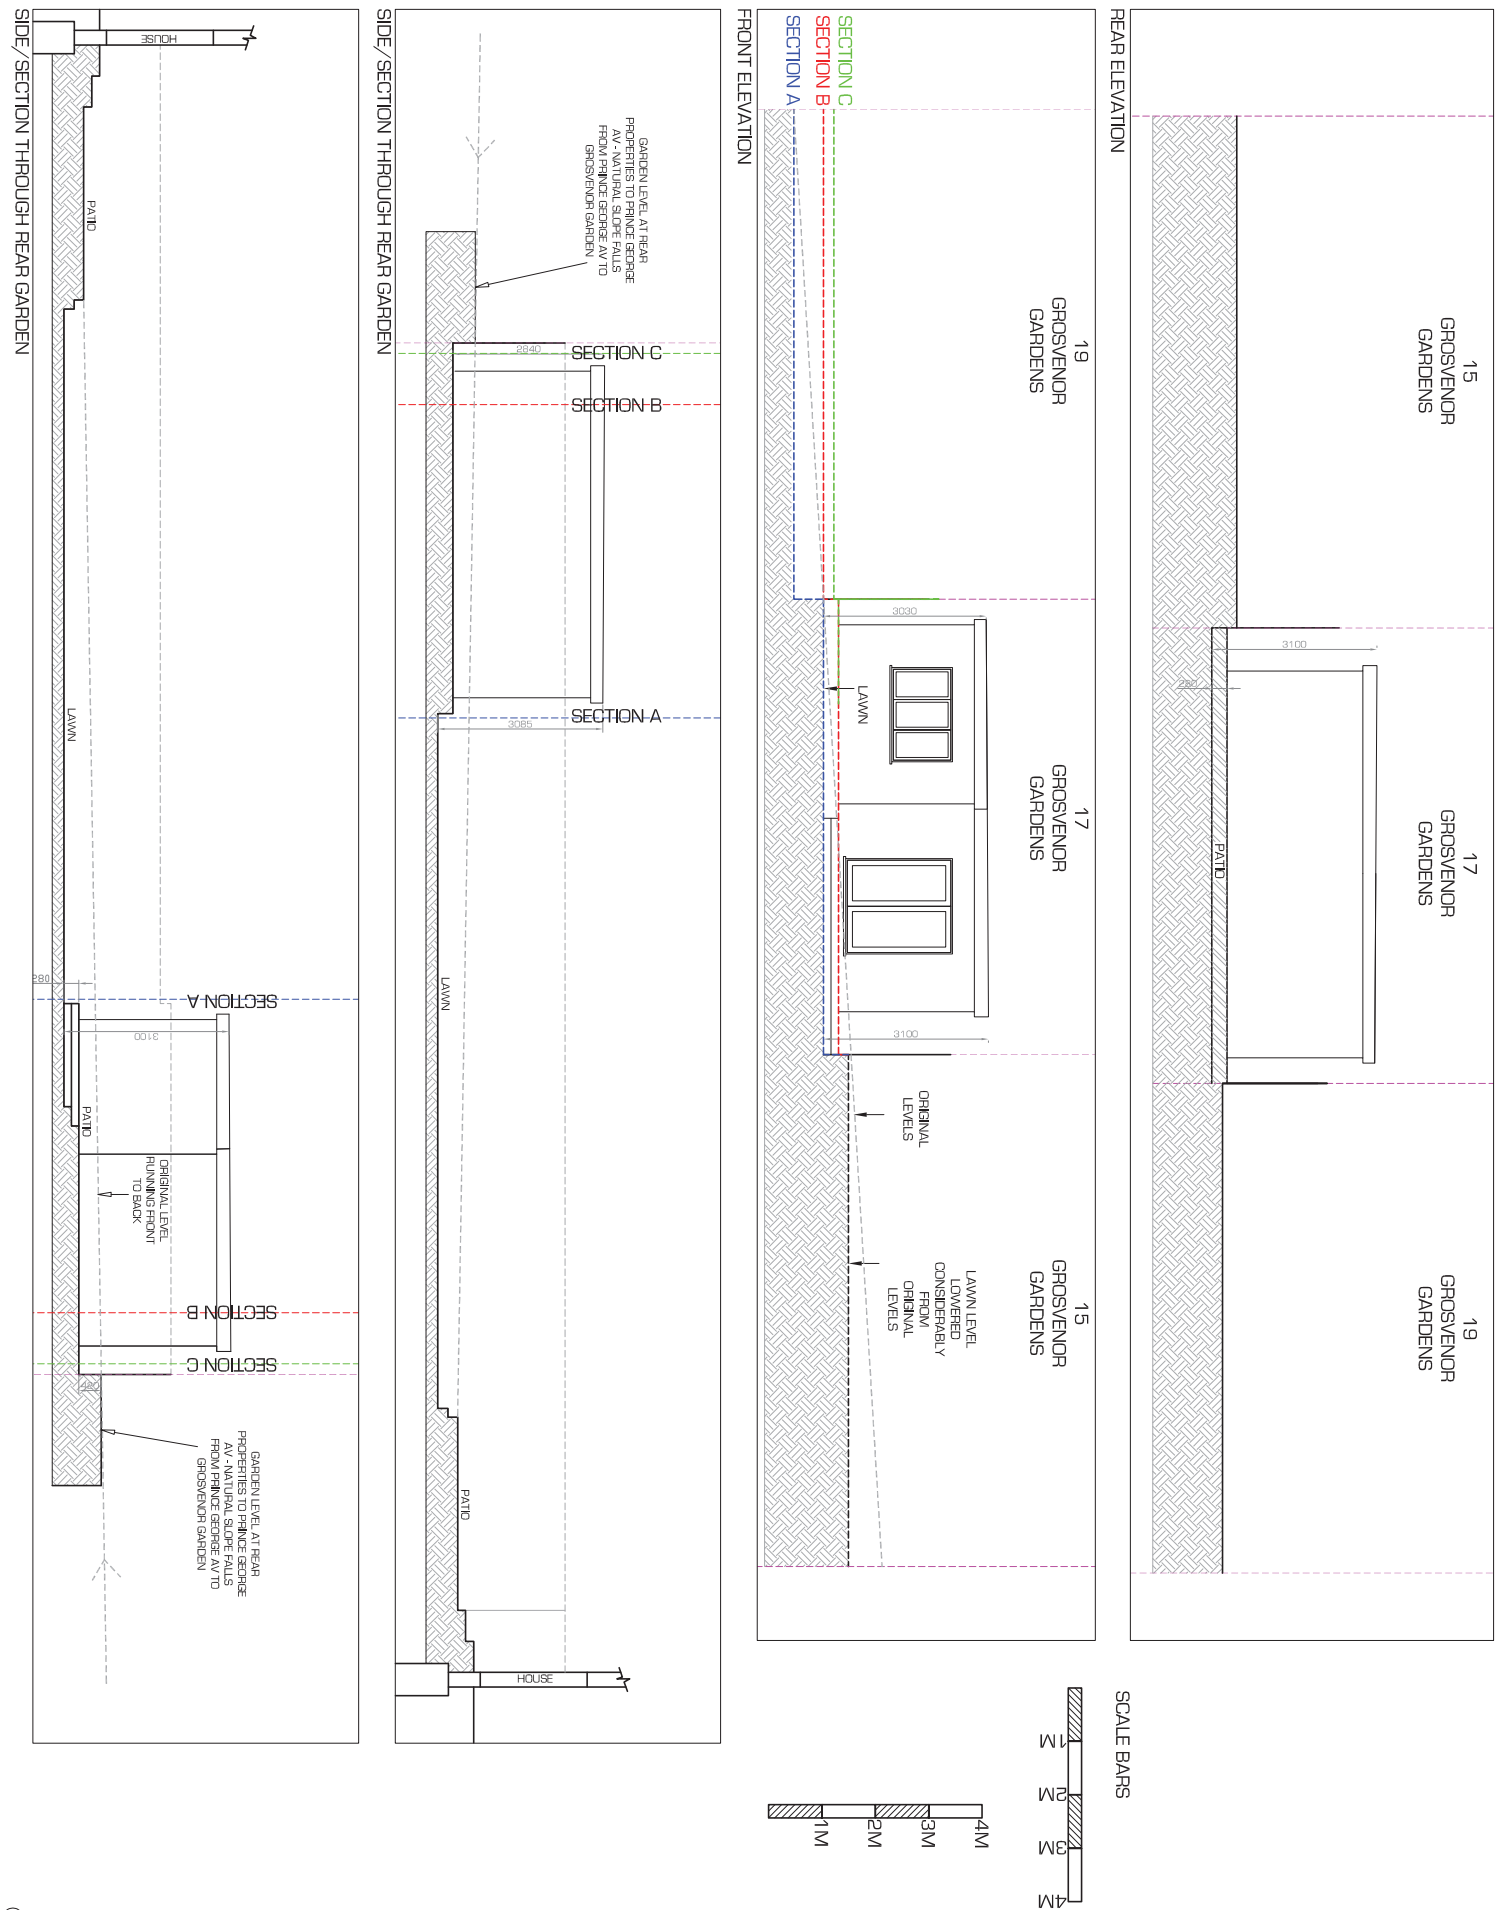 REAR ELEVATION
15
GROSVENOR
GARDENS
17
GROSVENOR
GARDENS
19
GROSVENOR
GARDENS
3100
280
PATIO
FRONT ELEVATION
SECTION C
SECTION B
SECTION A
19
GROSVENOR
GARDENS
17
GROSVENOR
GARDENS
15
GROSVENOR
GARDENS
3030
LAWN
3100
ORIGINAL
LEVELS
LAWN LEVEL
LOWERED
CONSIDERABLY
FROM
ORIGINAL
LEVELS
SIDE/SECTION THROUGH REAR GARDEN
GARDEN LEVEL AT REAR
PROPERTIES TO PRINCE GEORGE
AV - NATURAL SLOPE FALLS
FROM PRINCE GEORGE AV TO
GROSVENOR GARDEN
2840
SECTION C
SECTION B
SECTION A
3085
LAWN
PATIO
HOUSE
SIDE/SECTION THROUGH REAR GARDEN
HOUSE
PATIO
LAWN
280
SECTION A
3100
PATIO
ORIGINAL LEVEL
RUNNING FRONT
TO BACK
SECTION B
SECTION C
420
GARDEN LEVEL AT REAR
PROPERTIES TO PRINCE GEORGE
AV - NATURAL SLOPE FALLS
FROM PRINCE GEORGE AV TO
GROSVENOR GARDEN
SCALE BARS
1M
2M
3M
4M
1M
2M
3M
4M